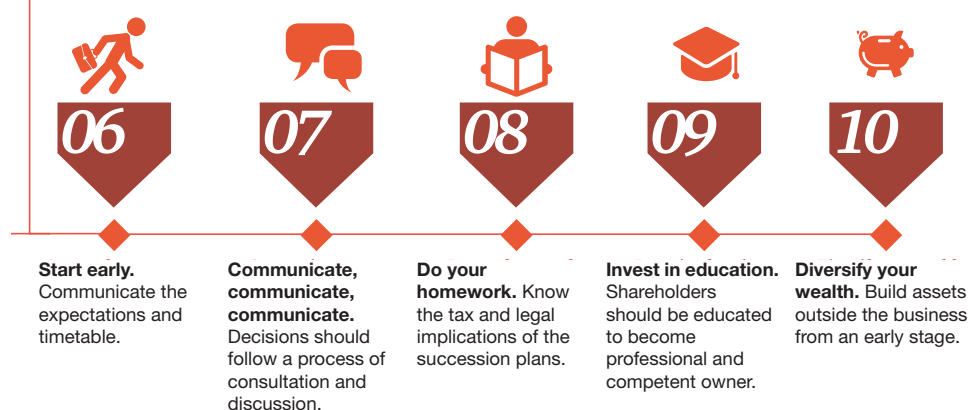 06
07
08
09
10
Start early.
Communicate the
expectations and
timetable.
Communicate,
communicate,
communicate.
Decisions should
follow a process of
consultation and
discussion.
Do your
homework. Know
the tax and legal
implications of the
succession plans.
Invest in education.
Shareholders
should be educated
to become
professional and
competent owner.
Diversify your
wealth. Build assets
outside the business
from an early stage.